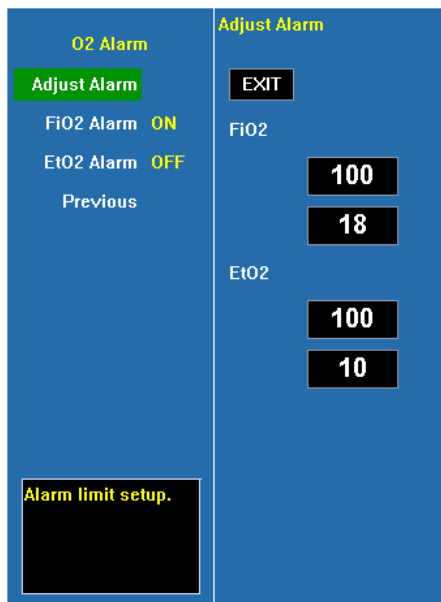 O2 Alarm
Adjust Alarm
FiO2 Alarm ON
EtO2 Alarm OFF
Previous
Alarm limit setup.
Adjust Alarm
EXIT
FiO2
100
18
EtO2
100
10